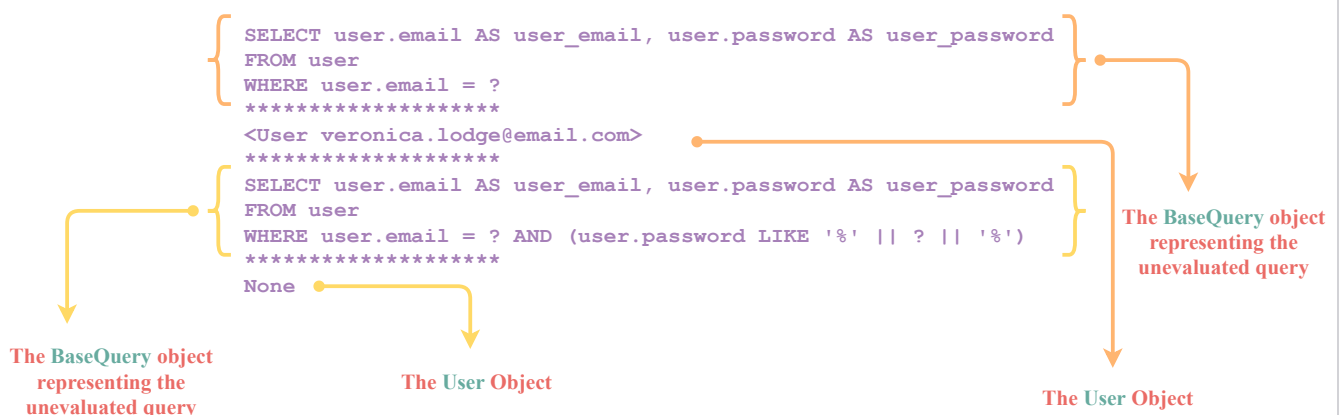 SELECT user.email AS user_email, user.password AS user_password
FROM user
WHERE user.email = ?
********************
<User veronica.lodge@email.com>
********************
SELECT user.email AS user_email, user.password AS user_password
FROM user
WHERE user.email = ? AND (user.password LIKE '%' || ? || '%')
********************
None
The BaseQuery object
representing the
unevaluated query
The BaseQuery object
representing the
unevaluated query
The User Object
The User Object